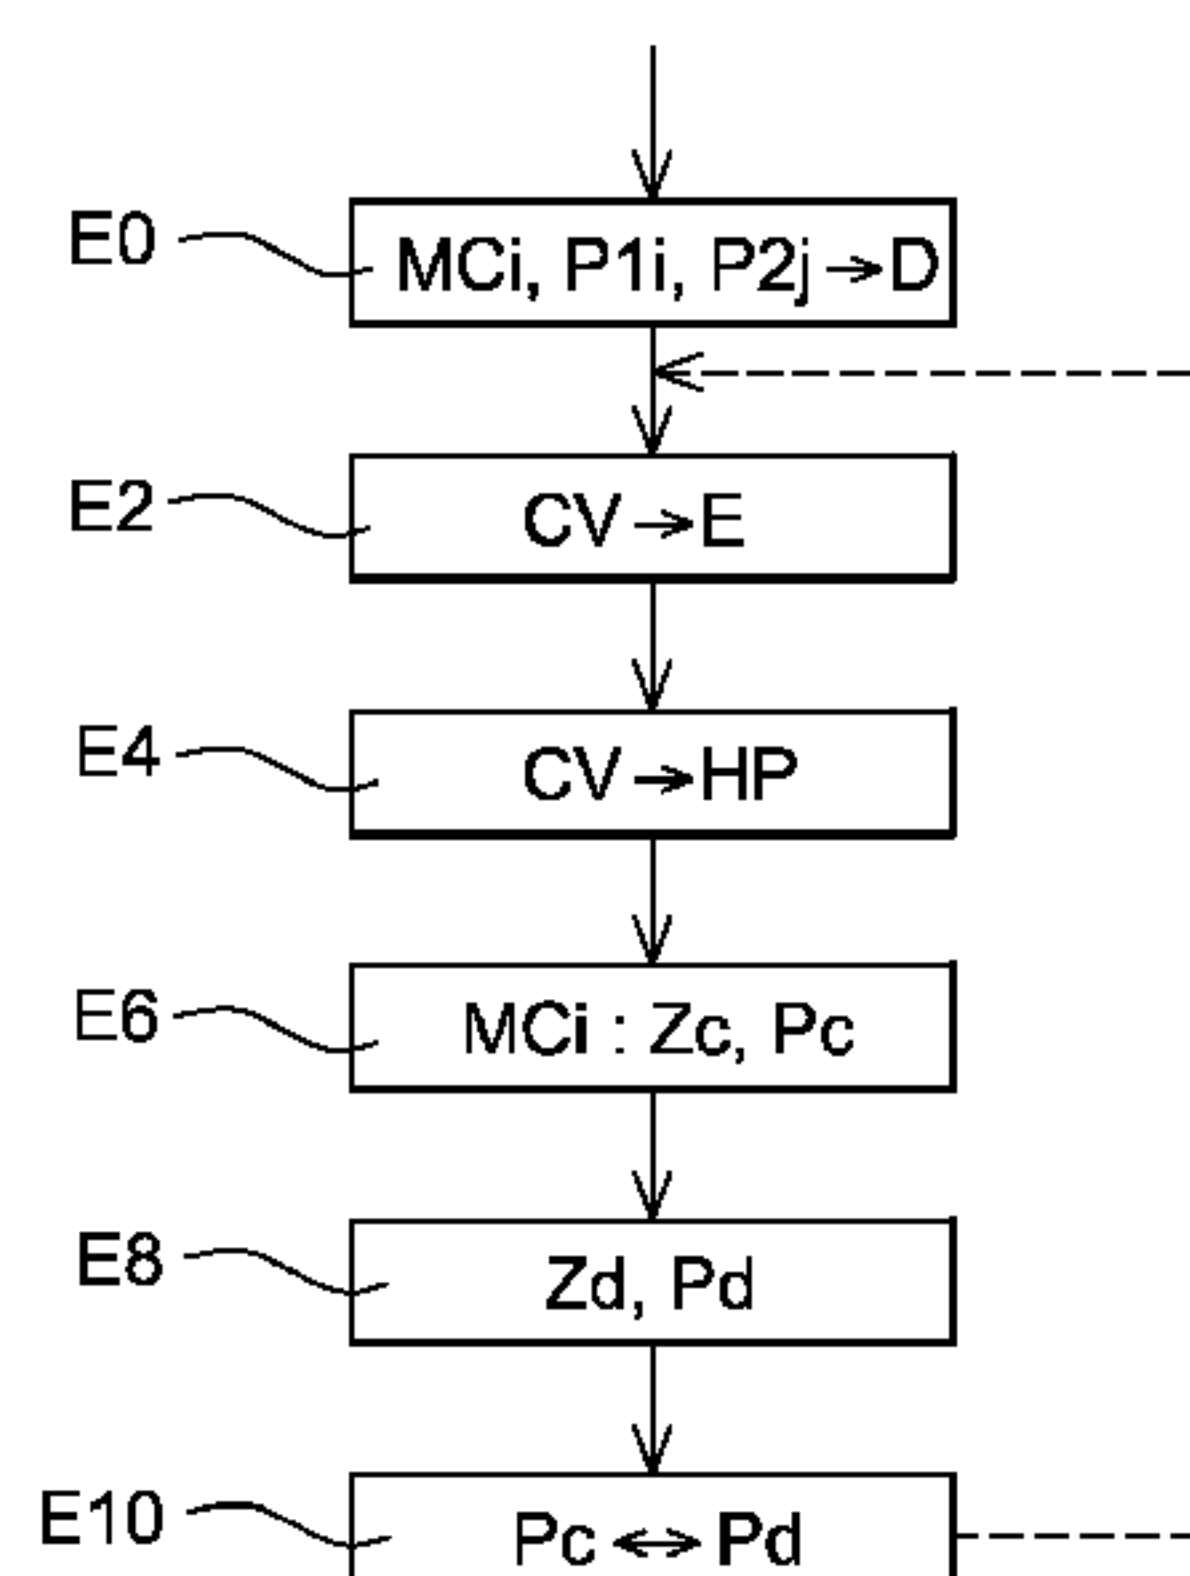 E0
MCi, P1i, P2j → D
E2
CV → E
E4
CV → HP
E6
MCi : Zc, Pc
E8
Zd, Pd
E10
Pc ↔ Pd